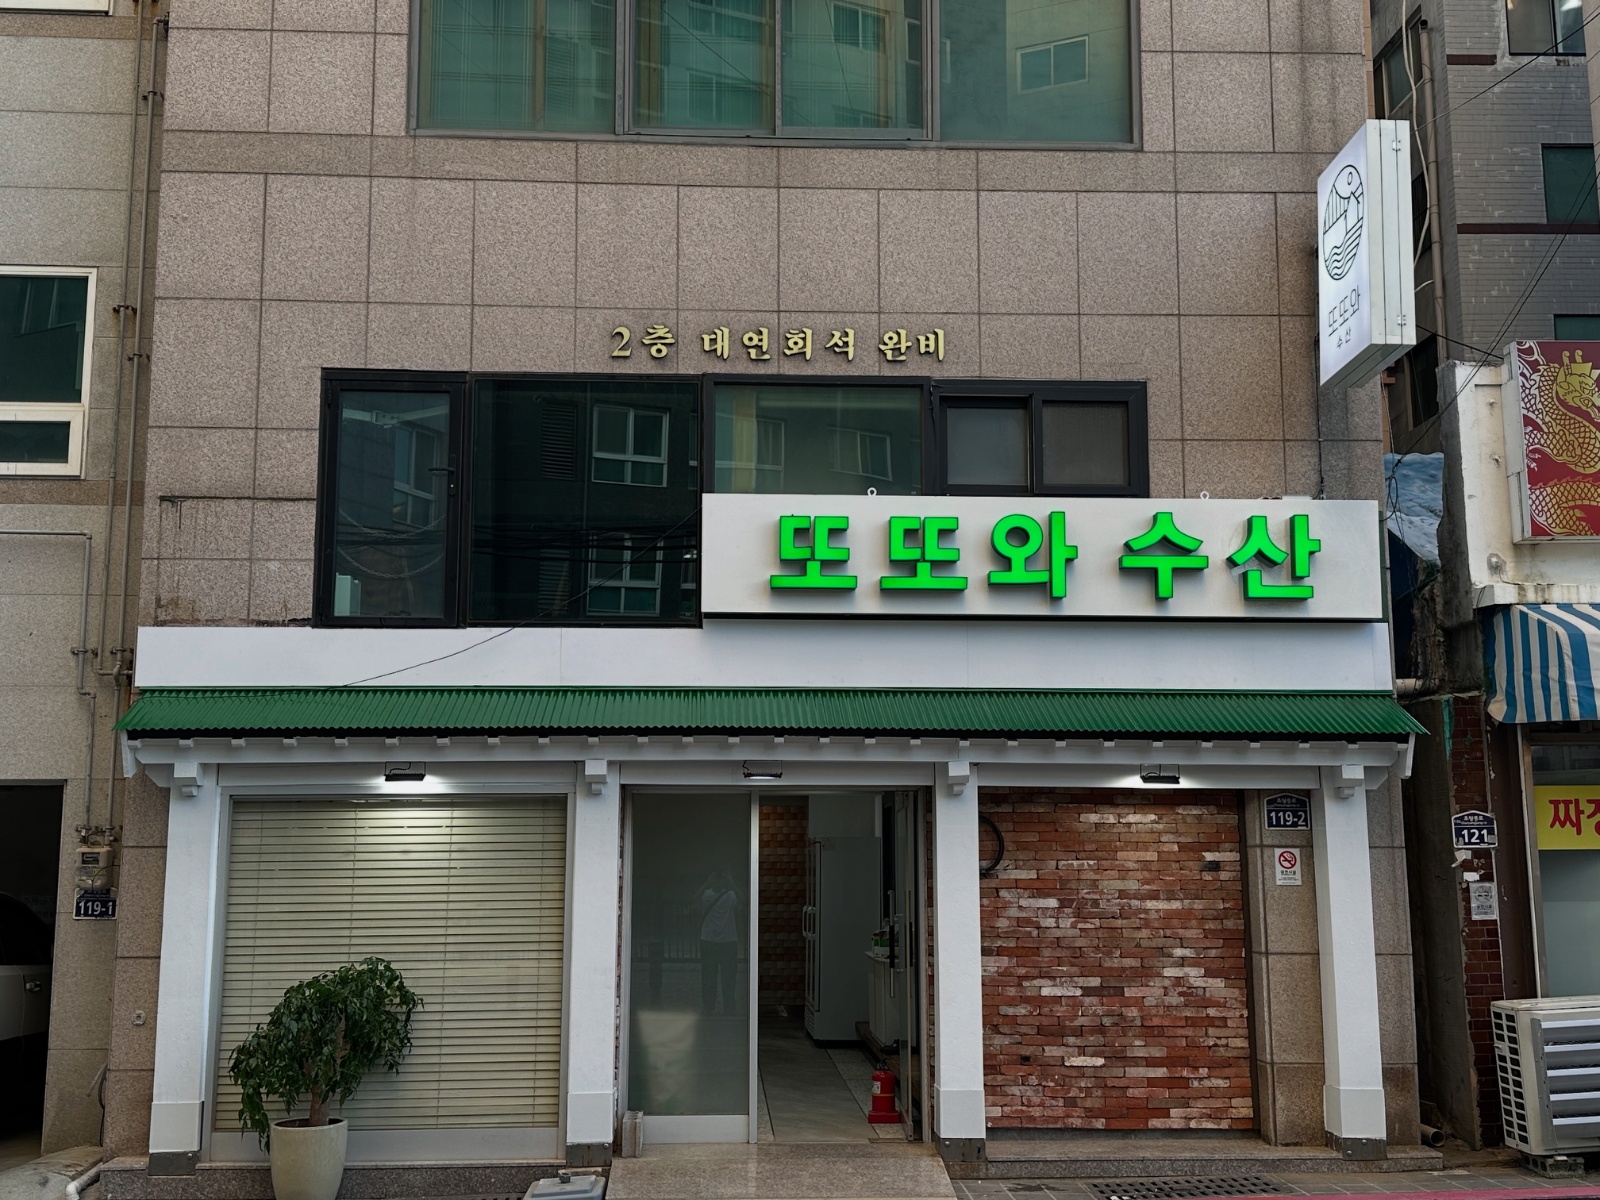 2층 대연회석 완비
또또와
수산
또또와 수산
119-2
121
119-1
짜